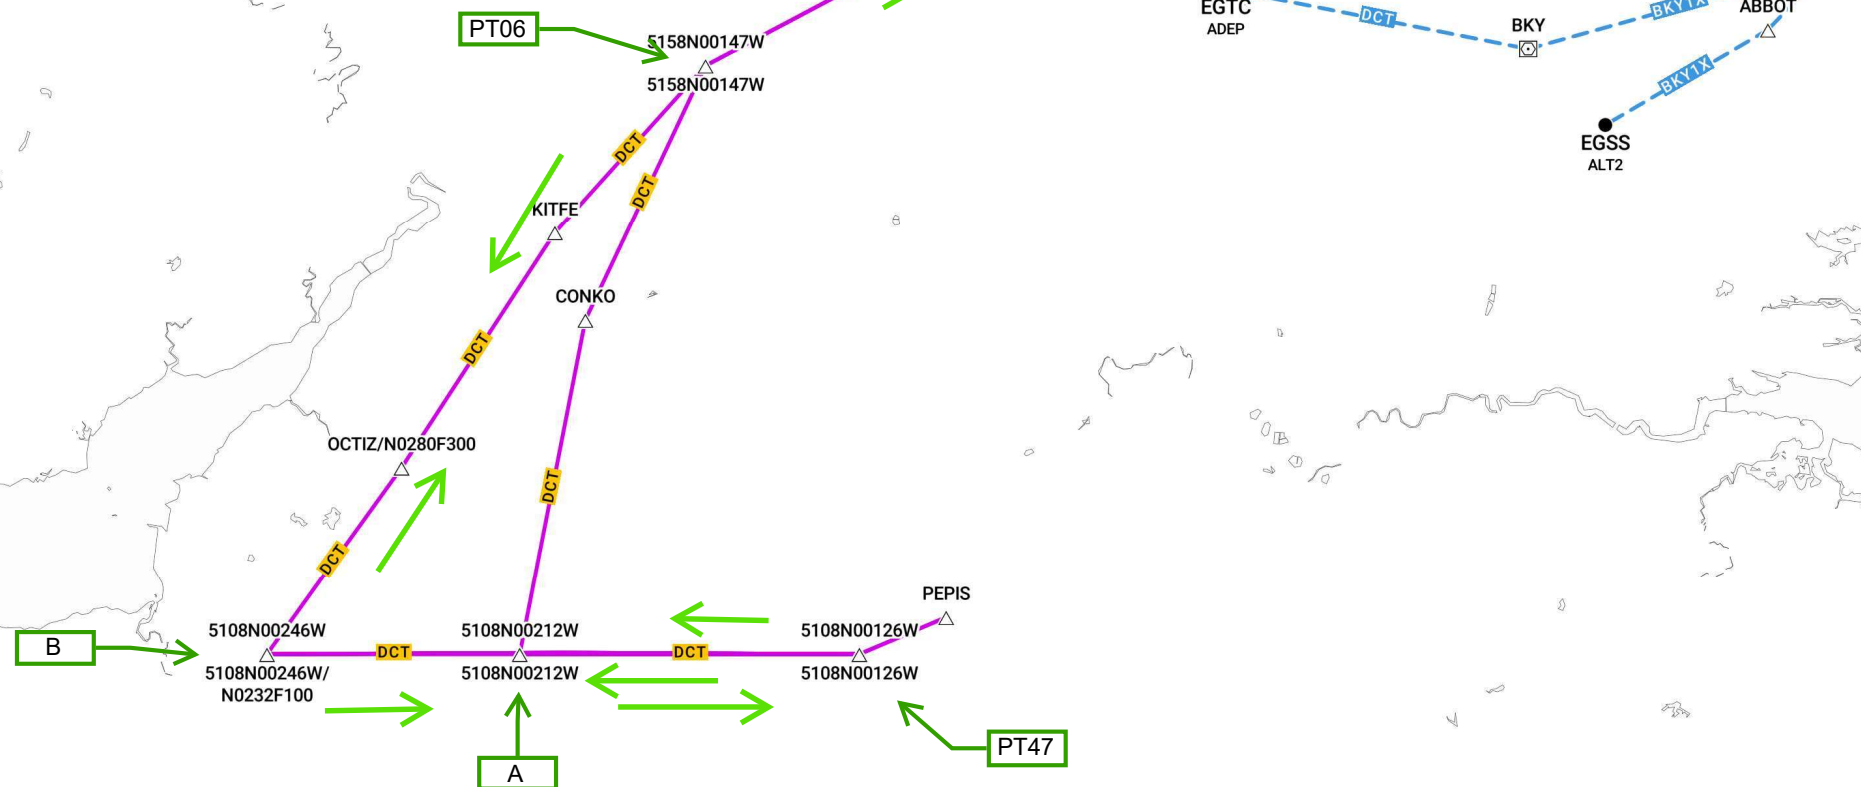 EGTC
ADEP
DCT
BKY
BKY1X
ABBOT
BKY1X
EGSS
ALT2
PT06
5158N00147W
5158N00147W
DCT
DCT
KITFE
CONKO
DCT
OCTIZ/N0280F300
DCT
DCT
PEPIS
B
5108N00246W
5108N00212W
5108N00126W
DCT
DCT
5108N00246W/
N0232F100
5108N00212W
5108N00126W
PT47
A